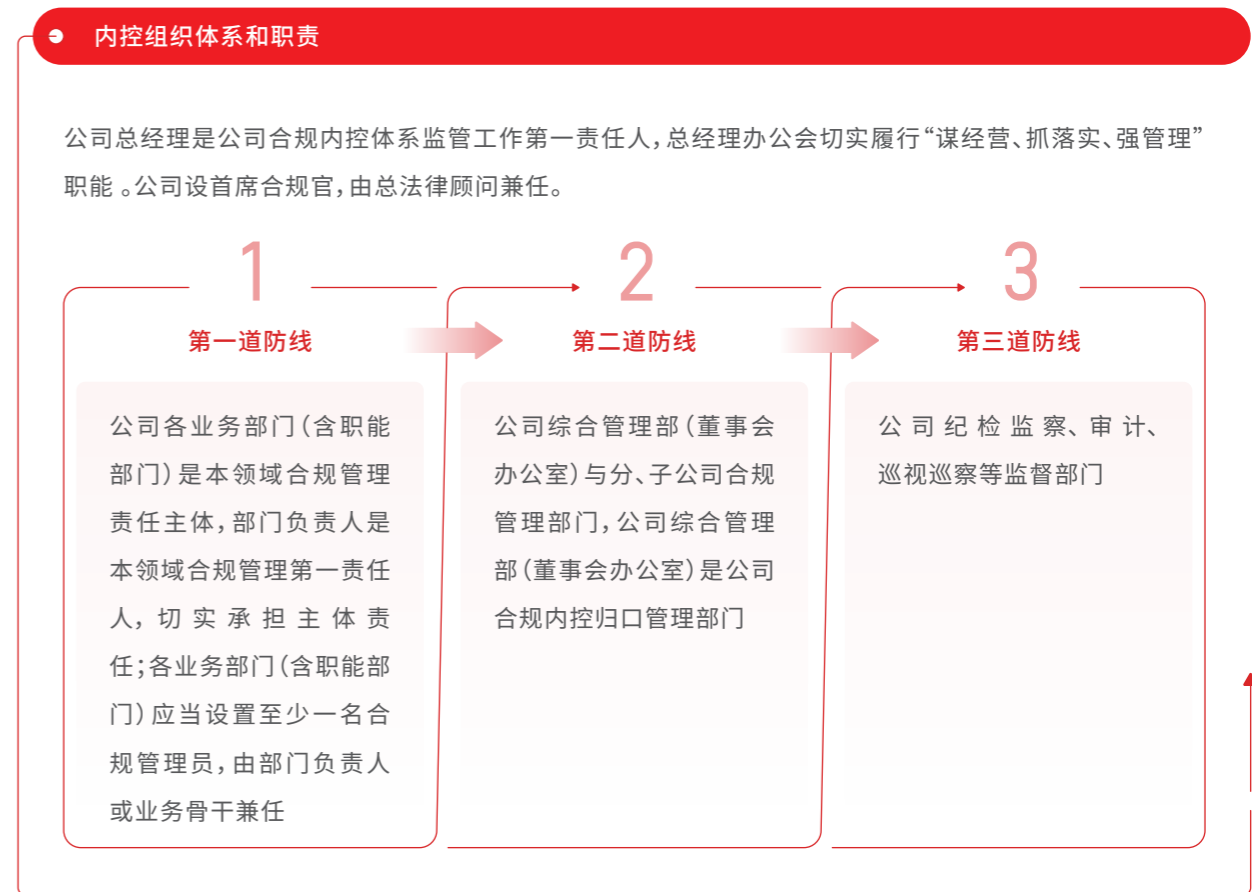 内控组织体系和职责
公司总经理是公司合规内控体系监管工作第一责任人,总经理办公会切实履行“谋经营、抓落实、强管理”
职能 。公司设首席合规官,由总法律顾问兼任。
1
第一道防线
公司各业务部门(含职能
部门)是本领域合规管理
责任主体,部门负责人是
本领域合规管理第一责任
人, 切 实 承 担 主 体 责
任;各业务部门(含职能部
门)应当设置至少一名合
规管理员,由部门负责人
或业务骨干兼任
2
第二道防线
公司综合管理部(董事会
办公室)与分、子公司合规
管理部门,公司综合管理
部(董事会办公室)是公司
合规内控归口管理部门
3
第三道防线
公 司 纪 检 监 察、审 计、
巡视巡察等监督部门